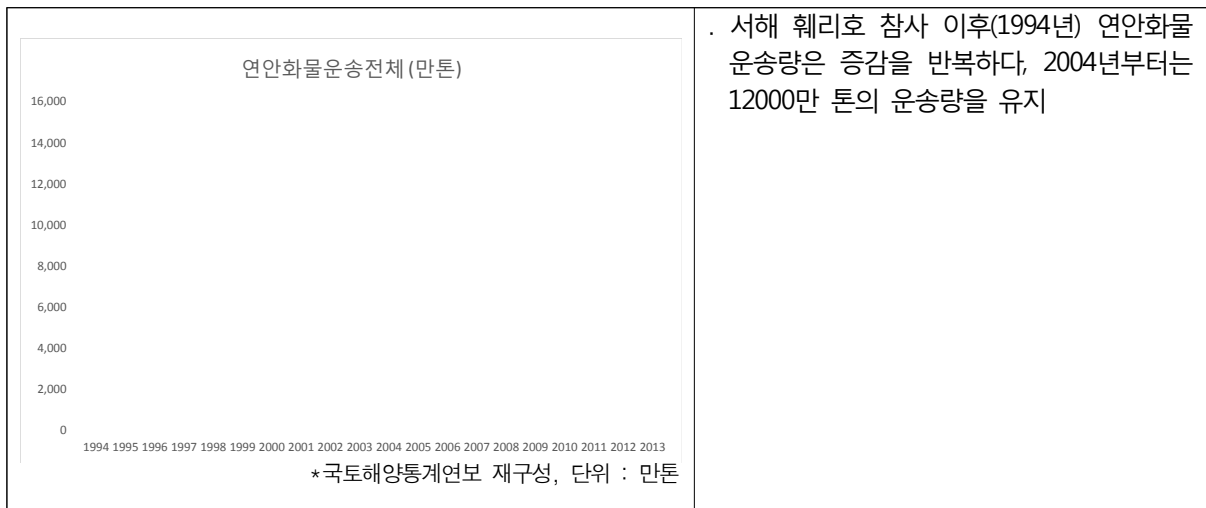 연안화물운송전체 (만톤)
16,000
14,000
12,000
10,000
8,000
6,000
4,000
2,000
0
1994 1995 1996 1997 1998 1999 2000 2001 2002 2003 2004 2005 2006 2007 2008 2009 2010 2011 2012 2013
*국토해양통계연보 재구성, 단위 : 만톤
. 서해 훼리호 참사 이후(1994년) 연안화물
운송량은 증감을 반복하다, 2004년부터는
12000만 톤의 운송량을 유지